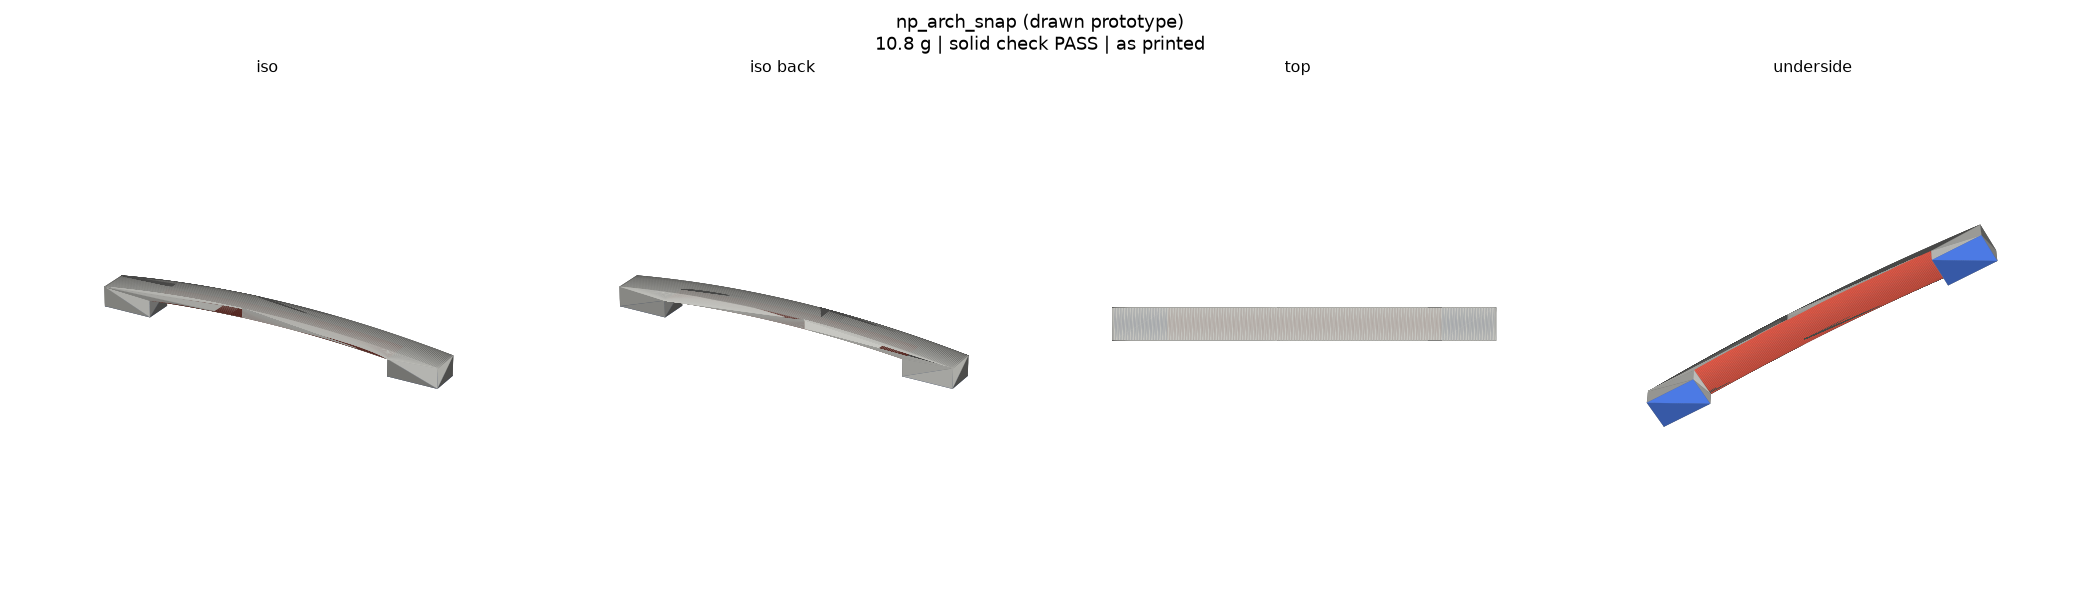 np_arch_snap (drawn prototype)
10.8 g | solid check PASS | as printed
iso
iso back
top
underside